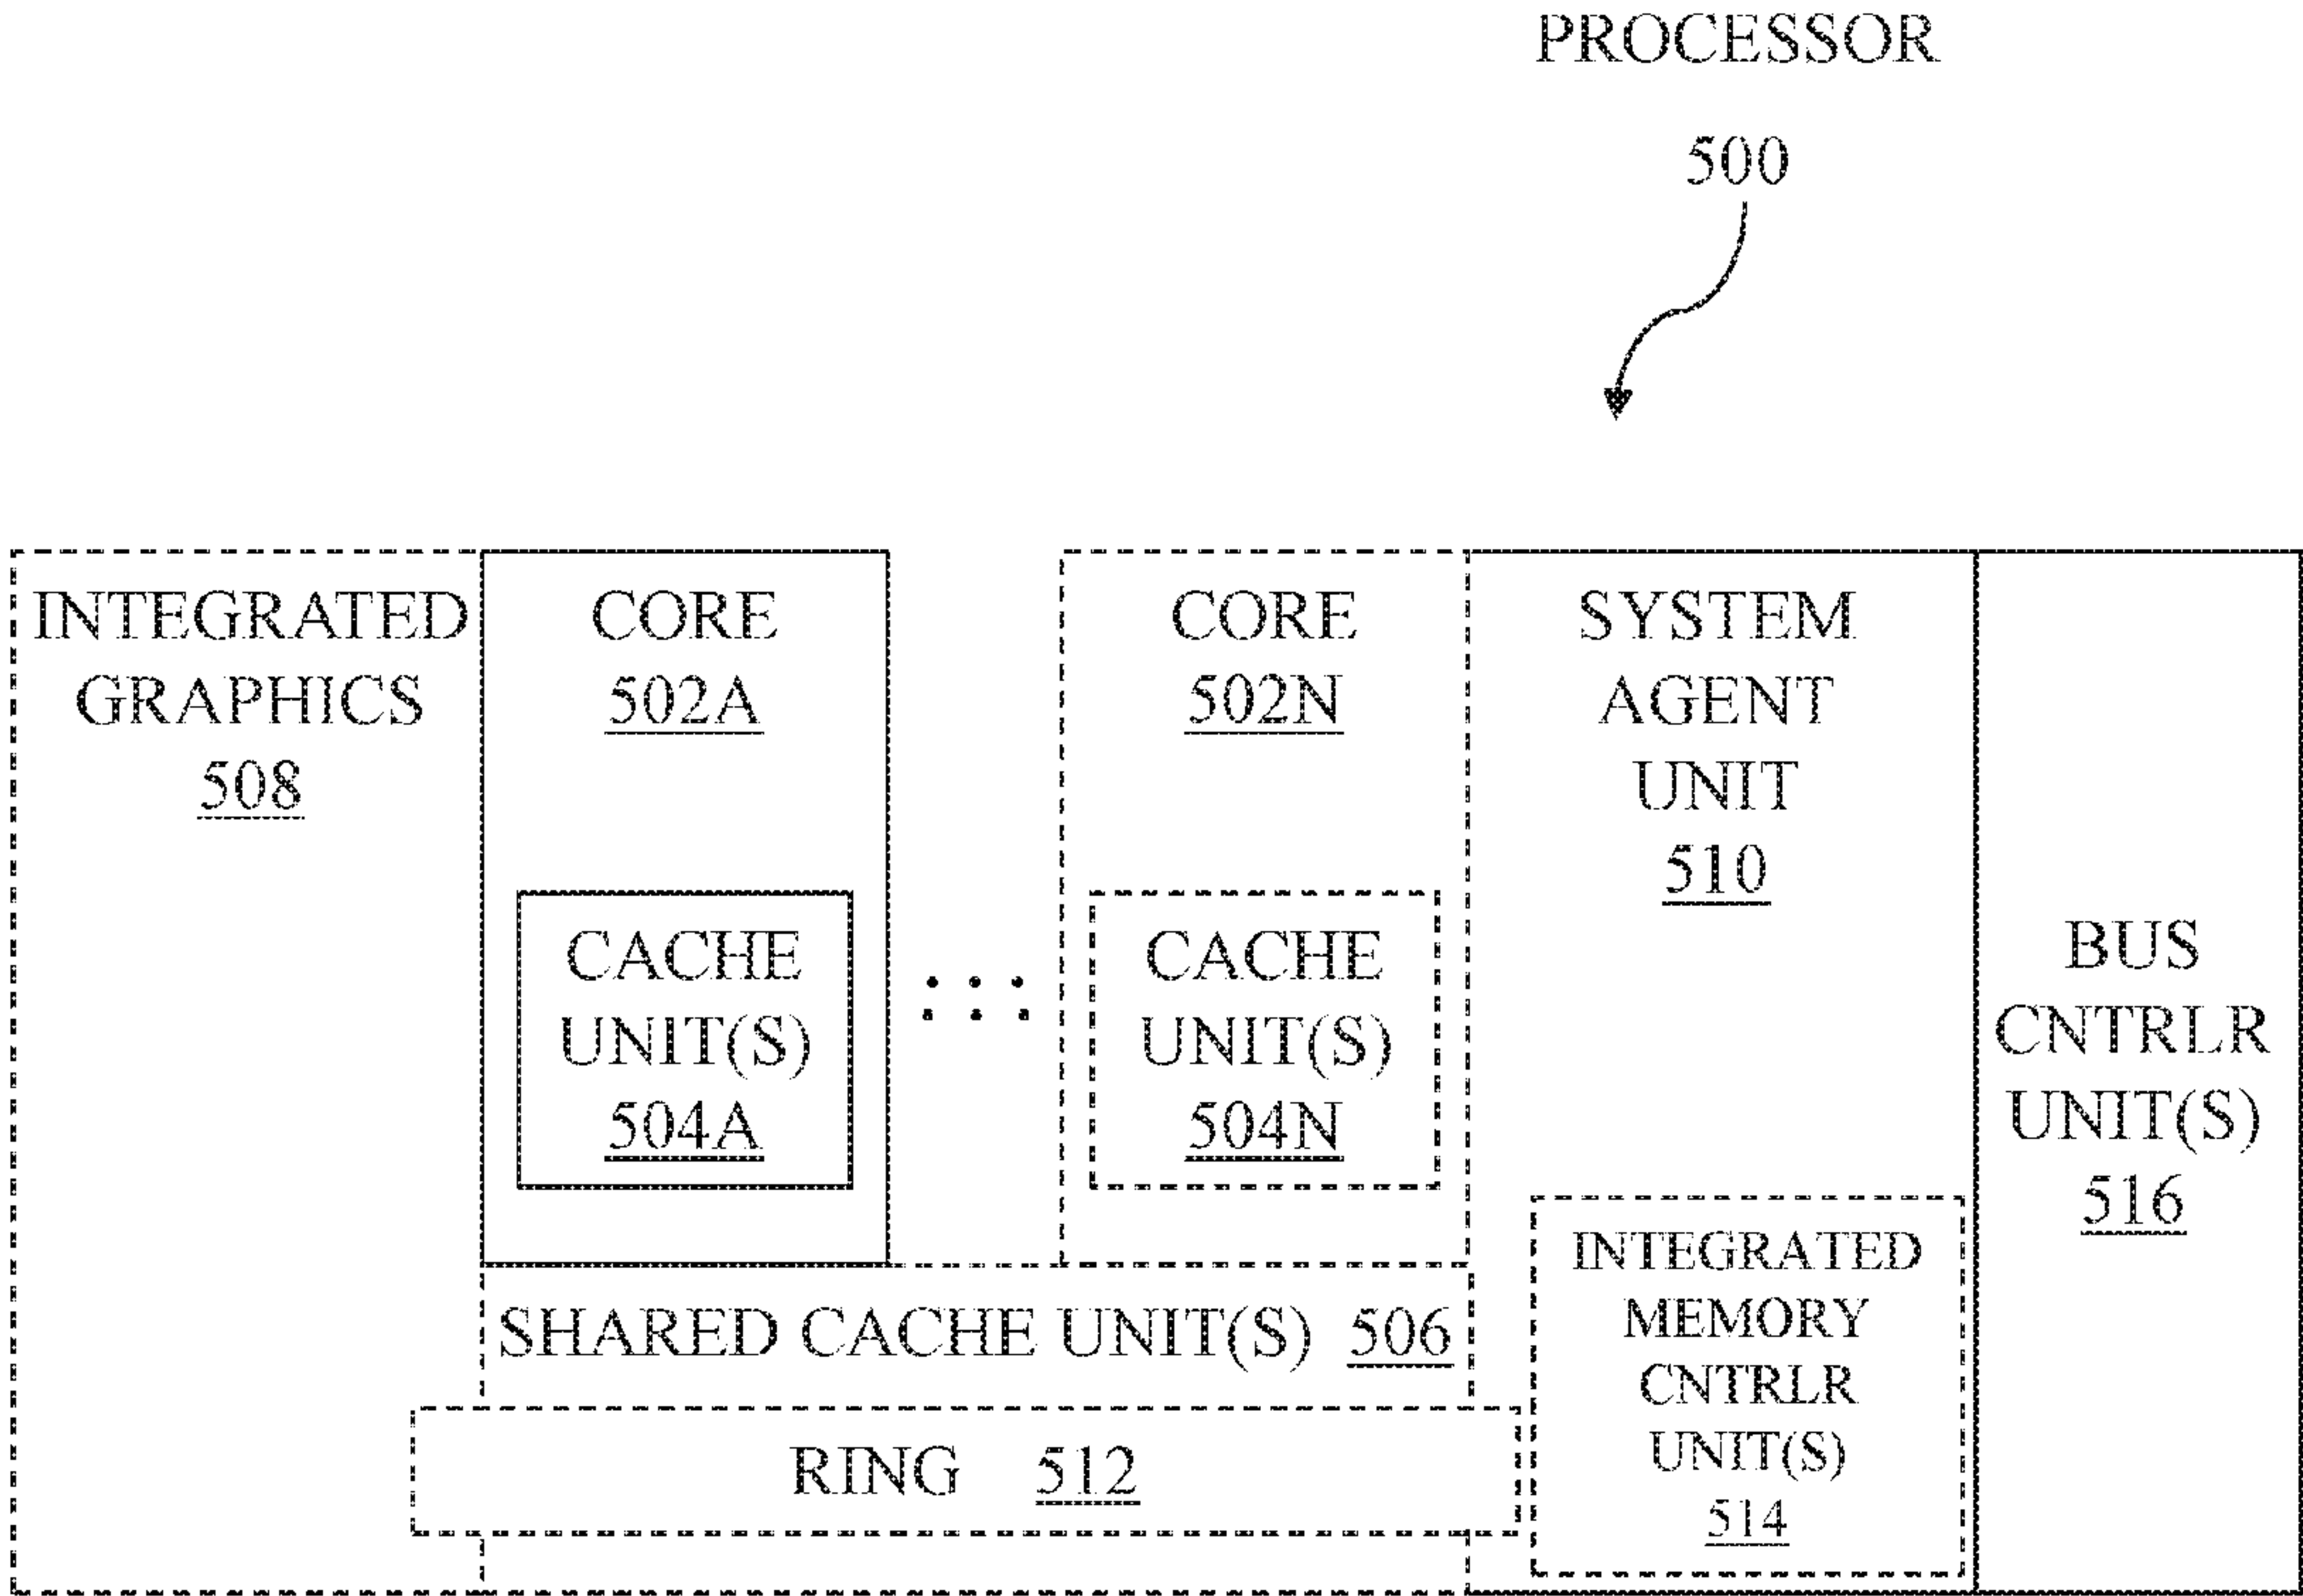 PROCESSOR
500
INTEGRATED
GRAPHICS
508
CORE
502A
CACHE
UNIT(S)
504A
CORE
502N
CACHE
UNIT(S)
504N
SHARED CACHE UNIT(S) 506
RING 512
SYSTEM
AGENT
UNIT
510
INTEGRATED
MEMORY
CNTRLR
UNIT(S)
514
BUS
CNTRLR
UNIT(S)
516